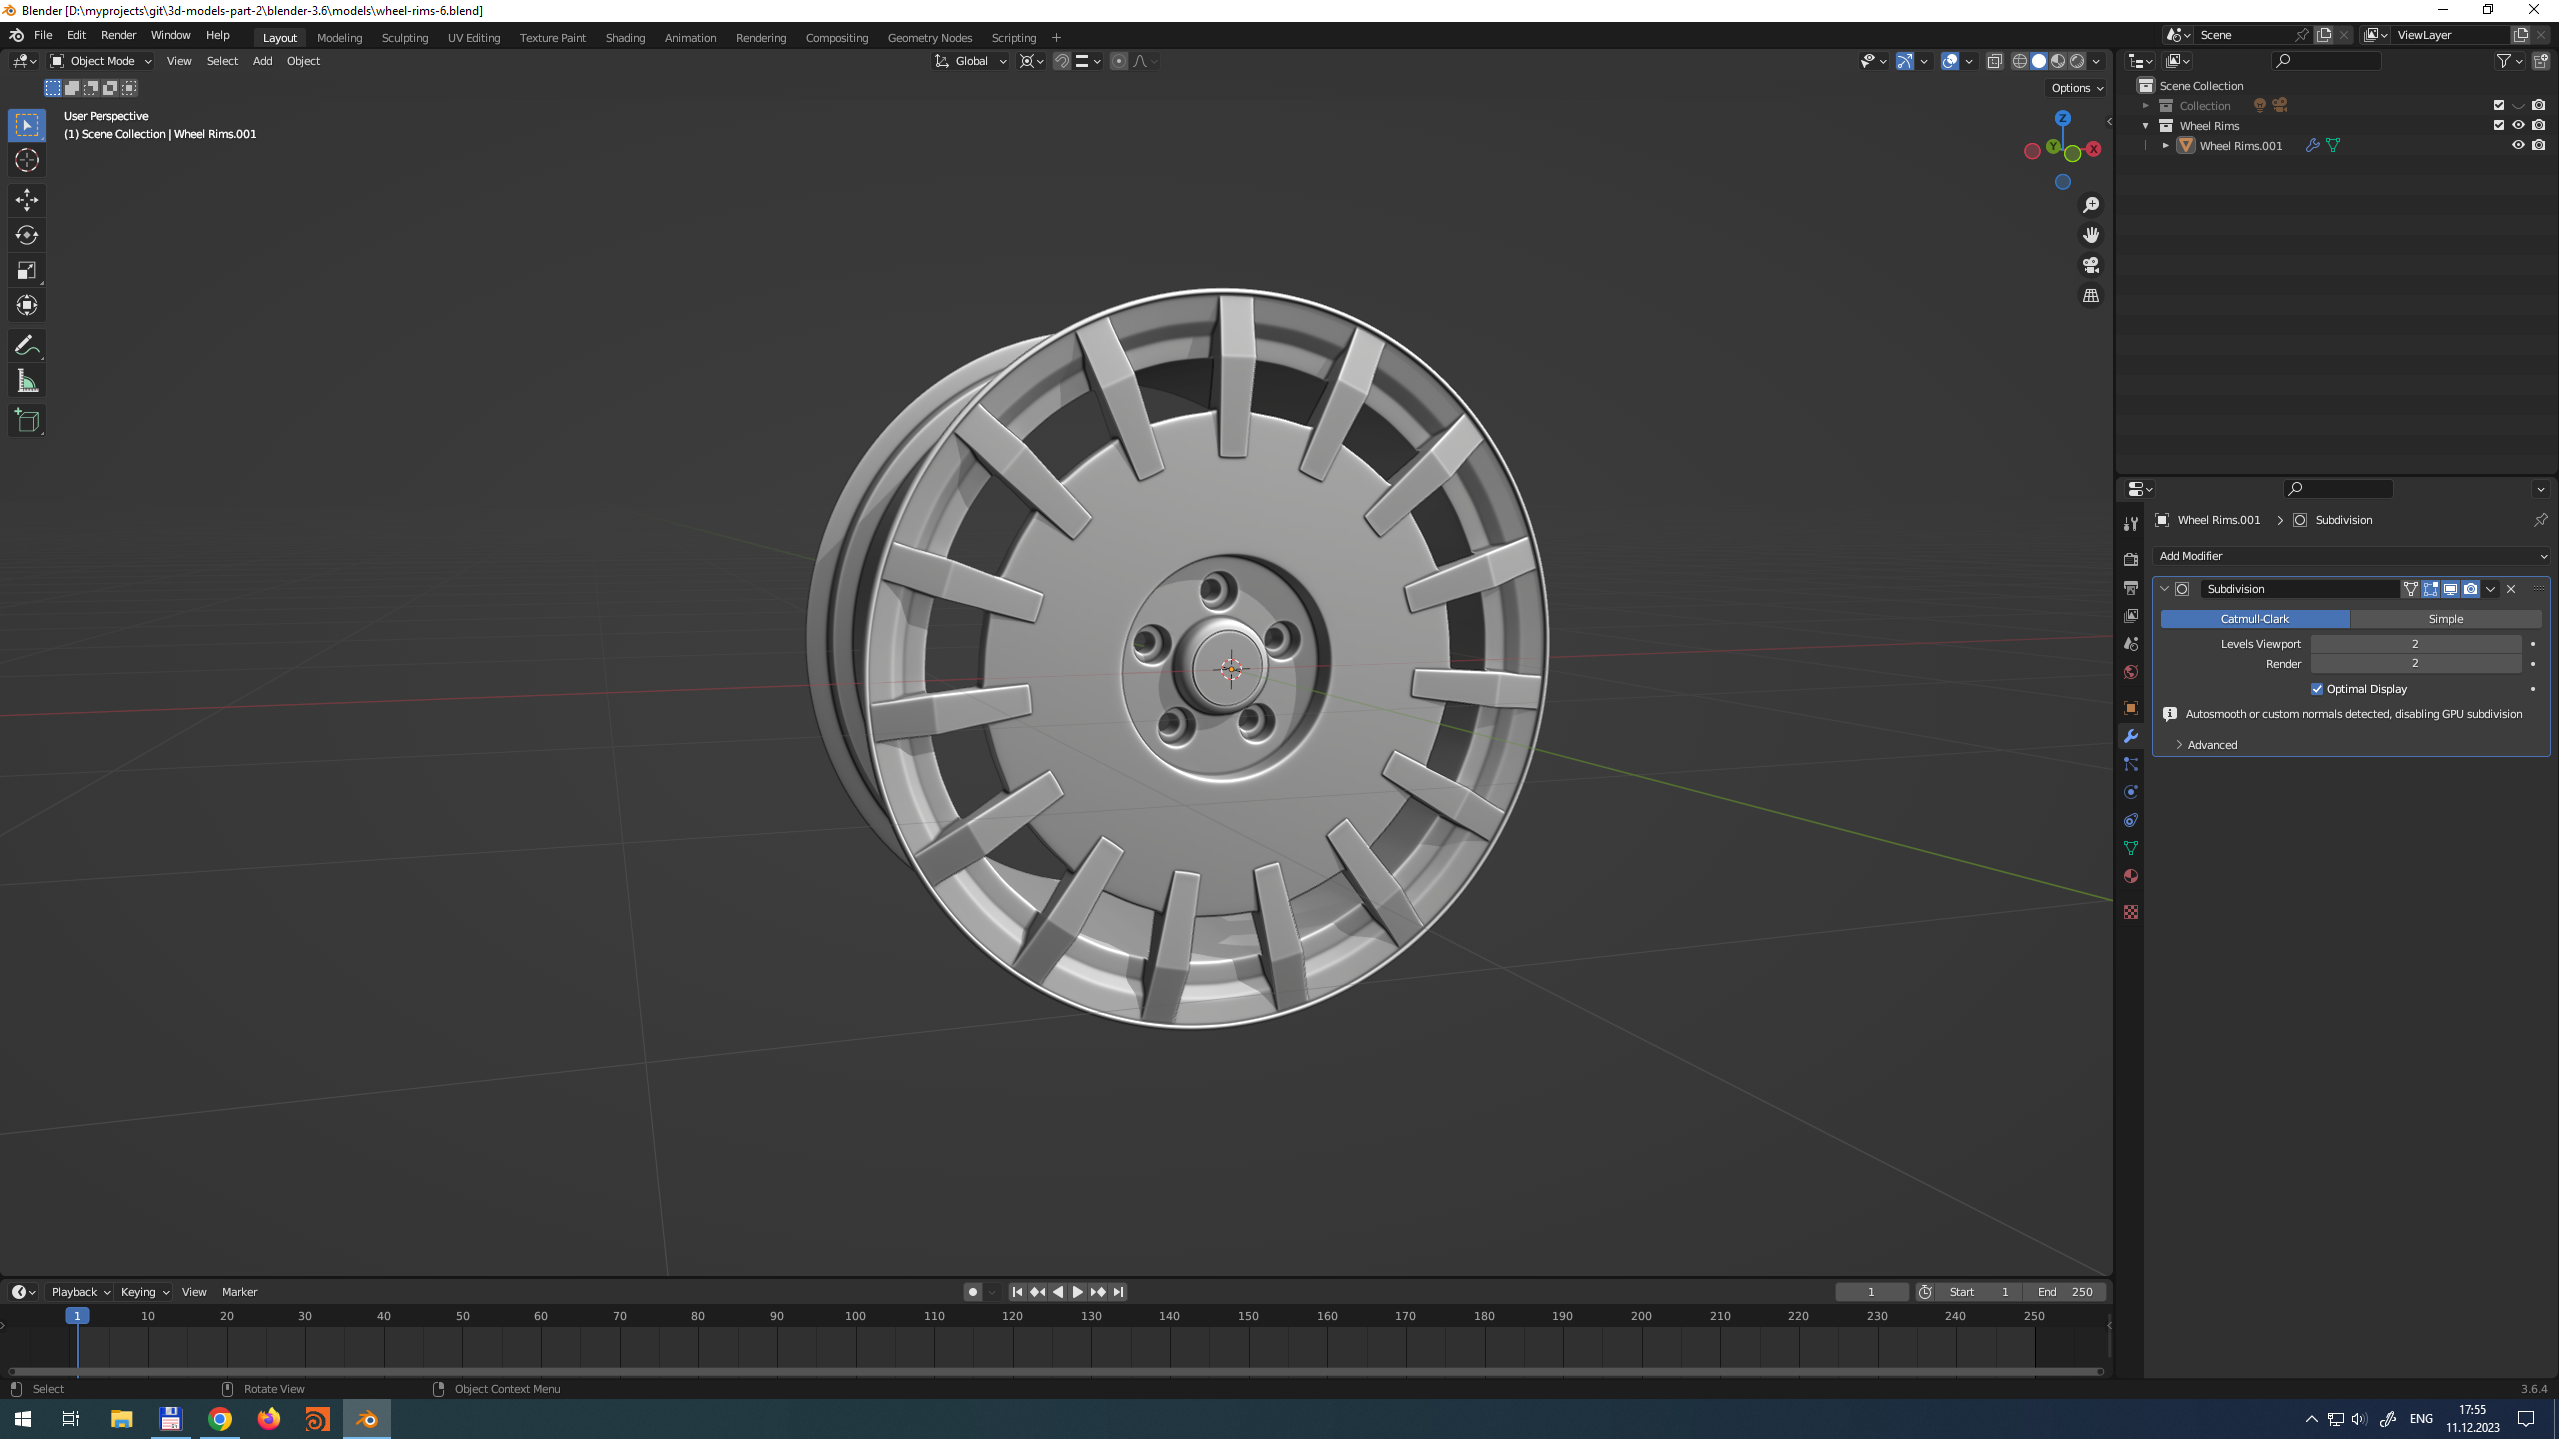 Blender [D:\myprojects\git\3d-models-part-2\blender-3.6\models\wheel-rims-6.blend]
File Edit Render Window Help Layout Modeling Sculpting UV Editing Texture Paint Shading Animation Rendering Compositing Geometry Nodes Scripting + Scene ViewLayer
Object Mode View Select Add Object Global
Options
User Perspective
(1) Scene Collection | Wheel Rims.001
Z
Y
X
Scene Collection
Collection
Wheel Rims
Wheel Rims.001
Wheel Rims.001 > Subdivision
Add Modifier
Subdivision
Catmull-Clark Simple
Levels Viewport 2
Render 2
Optimal Display
Autosmooth or custom normals detected, disabling GPU subdivision
Advanced
Playback Keying View Marker 1 Start 1 End 250
1 10 20 30 40 50 60 70 80 90 100 110 120 130 140 150 160 170 180 190 200 210 220 230 240 250
Select Rotate View Object Context Menu 3.6.4
ENG
17:55
11.12.2023